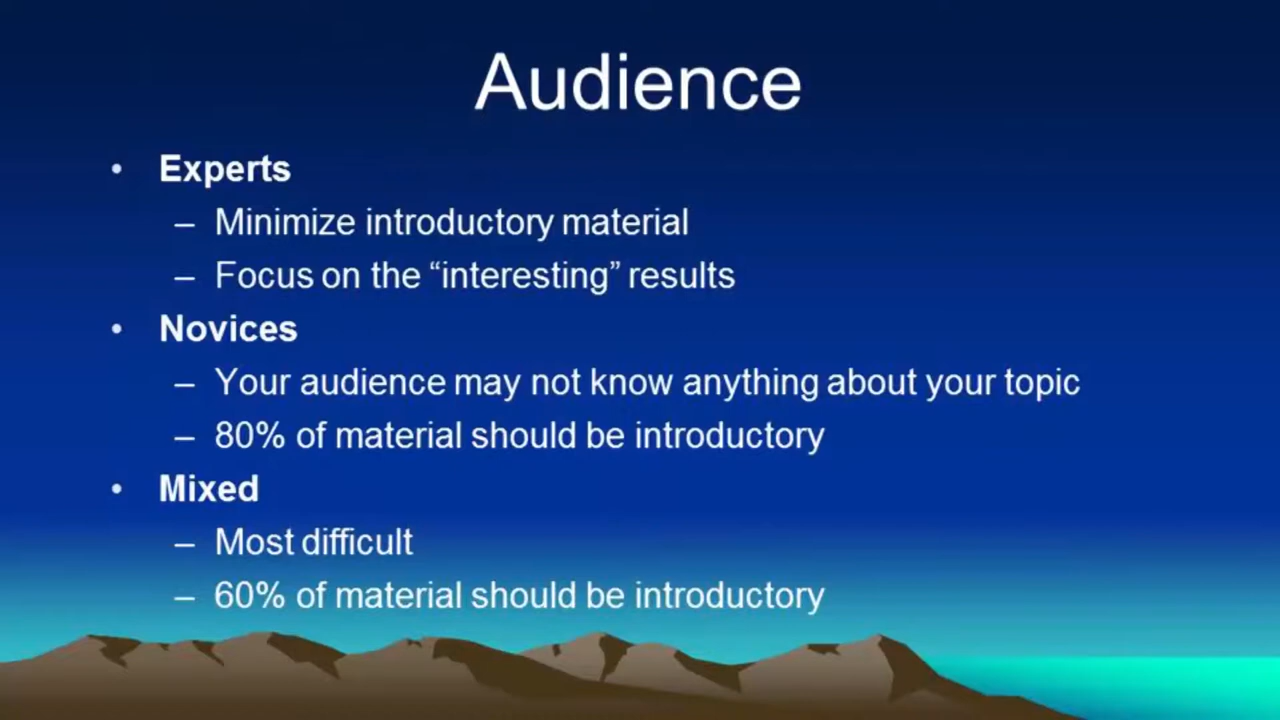 Audience
• Experts
– Minimize introductory material
– Focus on the “interesting” results
• Novices
– Your audience may not know anything about your topic
– 80% of material should be introductory
• Mixed
– Most difficult
– 60% of material should be introductory